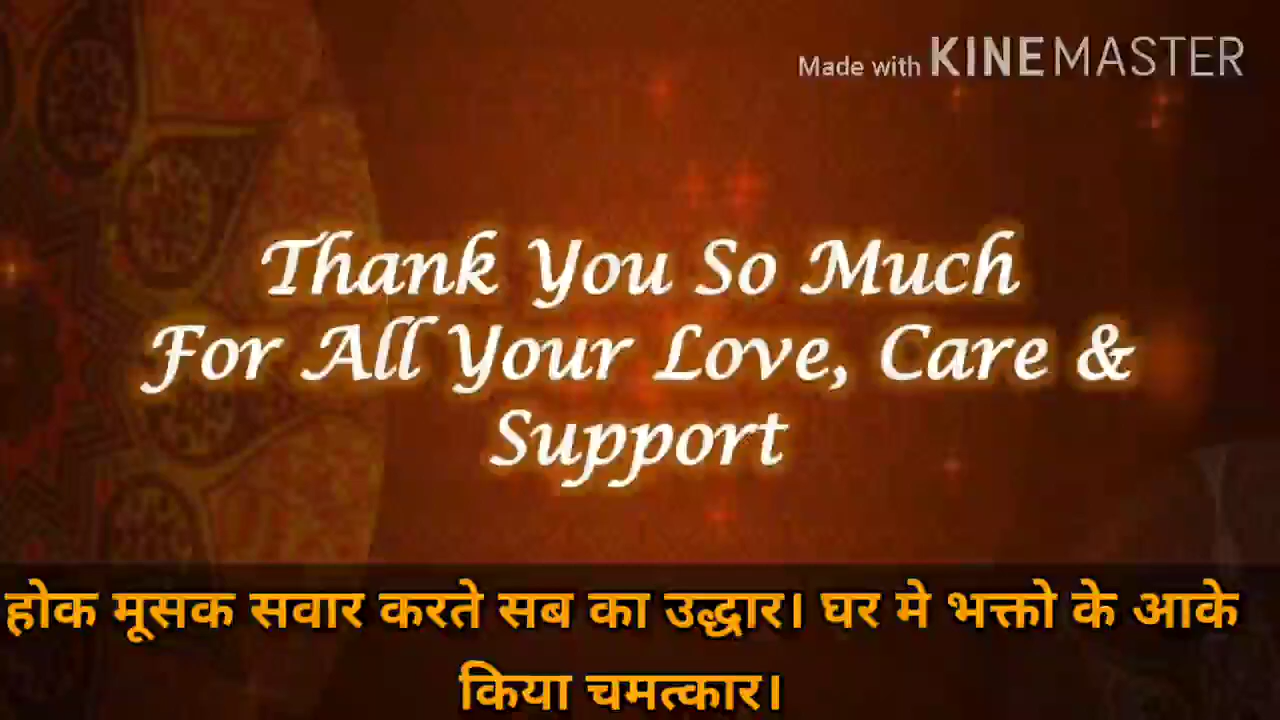 Made with KINEMASTER
Thank You So Much
For All Your Love, Care &
Support
होक मूसक सवार करते सब का उद्धार। घर मे भक्तो के आके
किया चमत्कार।